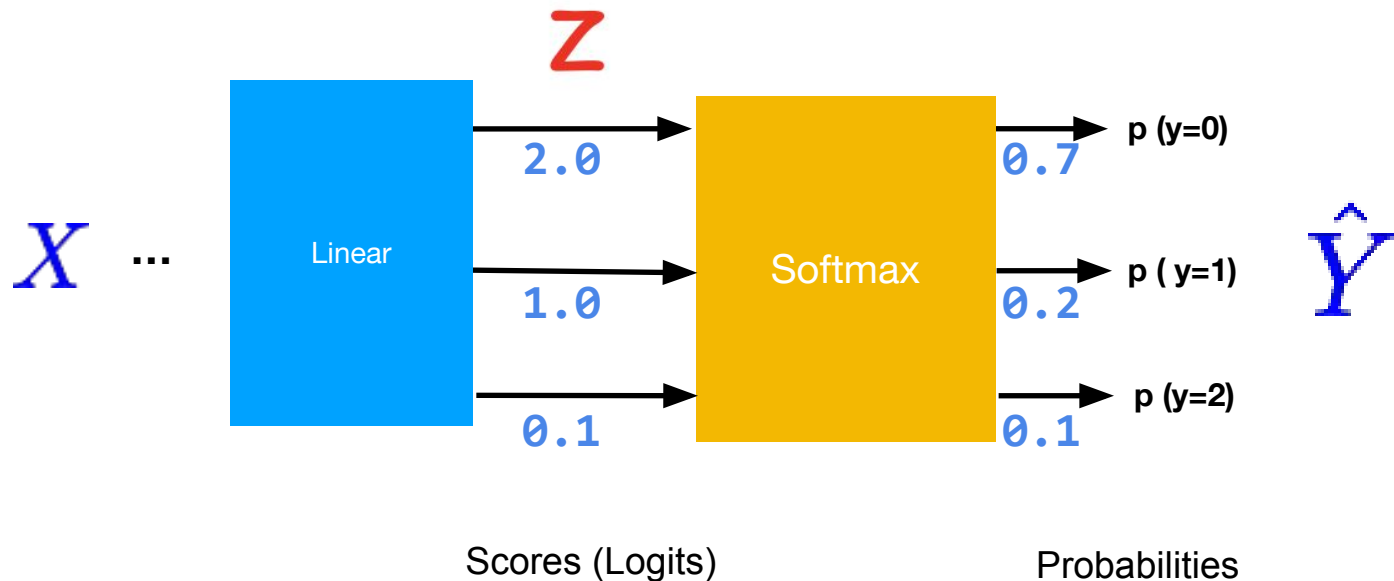 Z
2.0
0.7
p (y=0)
X ... Linear
Softmax
Ŷ
1.0
0.2
p ( y=1)
0.1
0.1
p (y=2)
Scores (Logits)
Probabilities